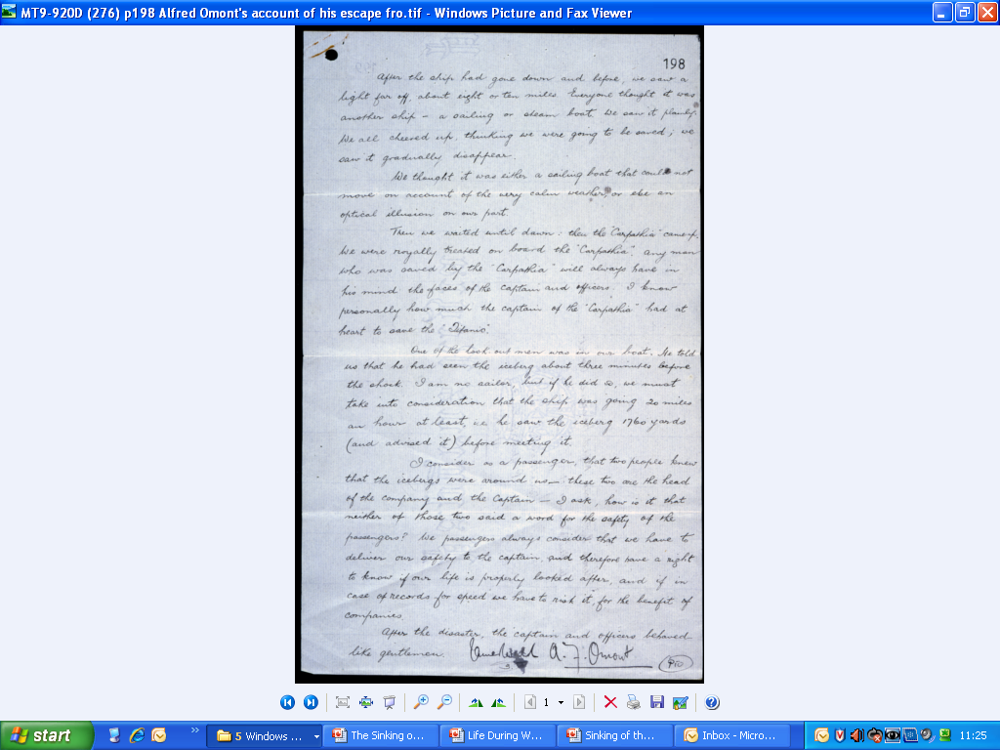 MT9-920D (276) p198 Alfred Omont's account of his escape fro.tif - Windows Picture and Fax Viewer
198
After the ship had gone down and before, we saw a
light far off, about eight or ten miles. Everyone thought it was
another ship - a sailing or steam boat. We saw it plainly.
We all cheered up, thinking we were going to be saved; we
saw it gradually disappear.
We thought it was either a sailing boat that could not
move on account of the very calm weather, or else an
optical illusion on our part.
Then we waited until dawn: then the "Carpathia" came up.
We were royally treated on board the "Carpathia". Any man
who was saved by the "Carpathia" will always have in
his mind the faces of the captain and officers. I know
personally how much the captain of the "Carpathia" had at
heart to save the "Titanic".
One of the look out men was in our boat. He told
us that he had seen the iceberg about three minutes before
the shock. I am no sailor, but if he did so, we must
take into consideration that the ship was going 20 miles
an hour at least, i.e. he saw the iceberg 1760 yards
(and advised it) before meeting it.
I consider as a passenger, that two people knew
that the icebergs were around us — these two are the head
of the company and the Captain — I ask, how is it that
neither of those two said a word for the safety of the
passengers? We passengers always consider that we have to
deliver our safety to the captain, and therefore have a right
to know if our life is properly looked after, and if in
case of records for speed we have to risk it, for the benefit of
companies.
After the disaster, the captain and officers behaved
like gentlemen. A. F. Omont
1
start
5 Windows ...
The Sinking o...
Life During W...
Sinking of th...
Inbox - Micro...
11:25